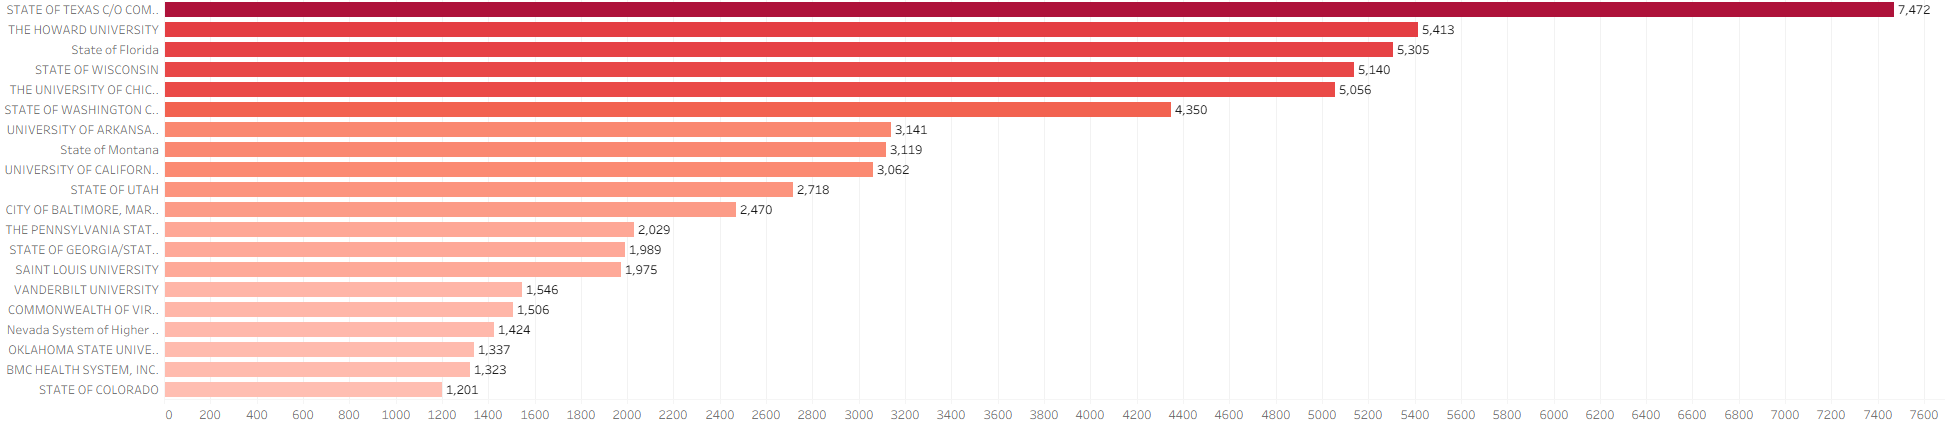 STATE OF TEXAS C/O COM.. 7,472
THE HOWARD UNIVERSITY 5,413
State of Florida 5,305
STATE OF WISCONSIN 5,140
THE UNIVERSITY OF CHIC.. 5,056
STATE OF WASHINGTON C.. 4,350
UNIVERSITY OF ARKANSA.. 3,141
State of Montana 3,119
UNIVERSITY OF CALIFORN.. 3,062
STATE OF UTAH 2,718
CITY OF BALTIMORE, MAR.. 2,470
THE PENNSYLVANIA STAT.. 2,029
STATE OF GEORGIA/STAT.. 1,989
SAINT LOUIS UNIVERSITY 1,975
VANDERBILT UNIVERSITY 1,546
COMMONWEALTH OF VIR.. 1,506
Nevada System of Higher .. 1,424
OKLAHOMA STATE UNIVE.. 1,337
BMC HEALTH SYSTEM, INC. 1,323
STATE OF COLORADO 1,201
0 200 400 600 800 1000 1200 1400 1600 1800 2000 2200 2400 2600 2800 3000 3200 3400 3600 3800 4000 4200 4400 4600 4800 5000 5200 5400 5600 5800 6000 6200 6400 6600 6800 7000 7200 7400 7600